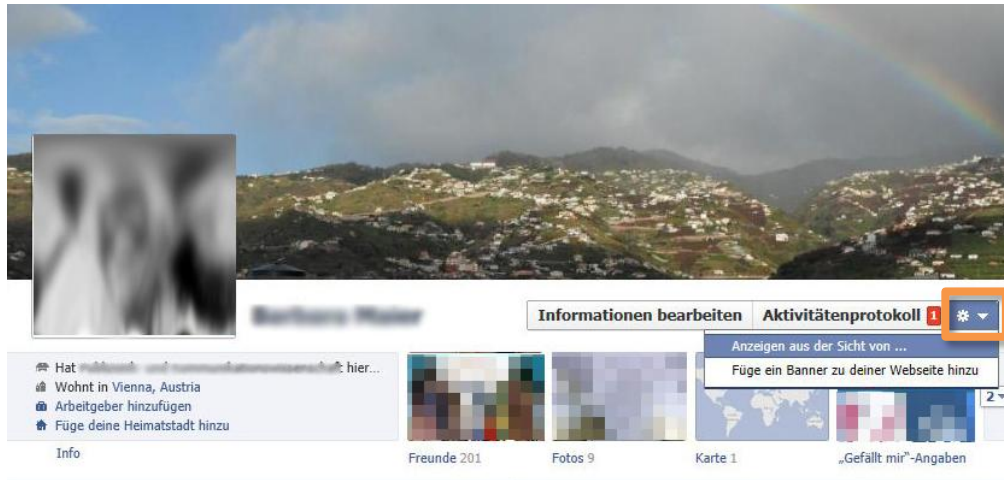 Informationen bearbeiten
Aktivitätenprotokoll 1
Anzeigen aus der Sicht von ...
Füge ein Banner zu deiner Webseite hinzu
Hat hier...
Wohnt in Vienna, Austria
Arbeitgeber hinzufügen
Füge deine Heimatstadt hinzu
Info
2
Freunde 201
Fotos 9
Karte 1
„Gefällt mir“-Angaben